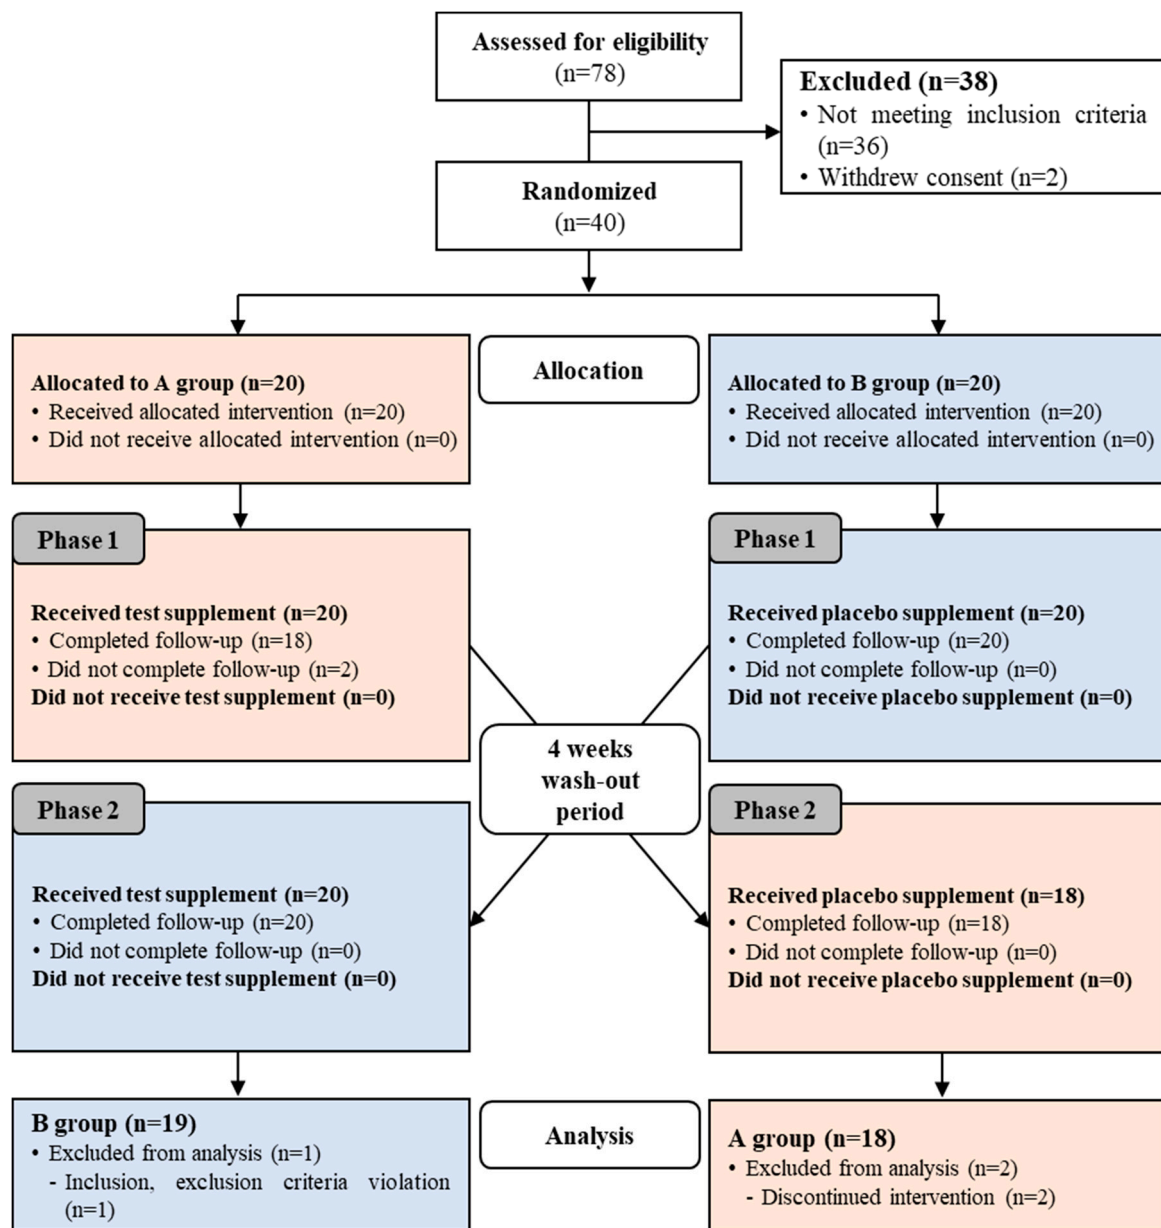 Assessed for eligibility
(n=78)
Excluded (n=38)
• Not meeting inclusion criteria
(n=36)
• Withdrew consent (n=2)
Randomized
(n=40)
Allocated to A group (n=20)
• Received allocated intervention (n=20)
• Did not receive allocated intervention (n=0)
Allocation
Allocated to B group (n=20)
• Received allocated intervention (n=20)
• Did not receive allocated intervention (n=0)
Phase 1
Received test supplement (n=20)
• Completed follow-up (n=18)
• Did not complete follow-up (n=2)
Did not receive test supplement (n=0)
Phase 1
Received placebo supplement (n=20)
• Completed follow-up (n=20)
• Did not complete follow-up (n=0)
Did not receive placebo supplement (n=0)
4 weeks
wash-out
period
Phase 2
Received test supplement (n=20)
• Completed follow-up (n=20)
• Did not complete follow-up (n=0)
Did not receive test supplement (n=0)
Phase 2
Received placebo supplement (n=18)
• Completed follow-up (n=18)
• Did not complete follow-up (n=0)
Did not receive placebo supplement (n=0)
B group (n=19)
• Excluded from analysis (n=1)
- Inclusion, exclusion criteria violation
(n=1)
Analysis
A group (n=18)
• Excluded from analysis (n=2)
- Discontinued intervention (n=2)